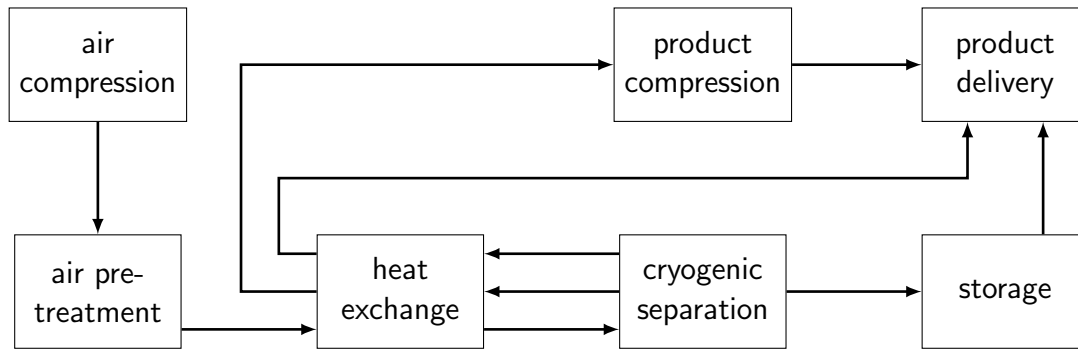 air
compression
product
compression
product
delivery
air pre-
treatment
heat
exchange
cryogenic
separation
storage